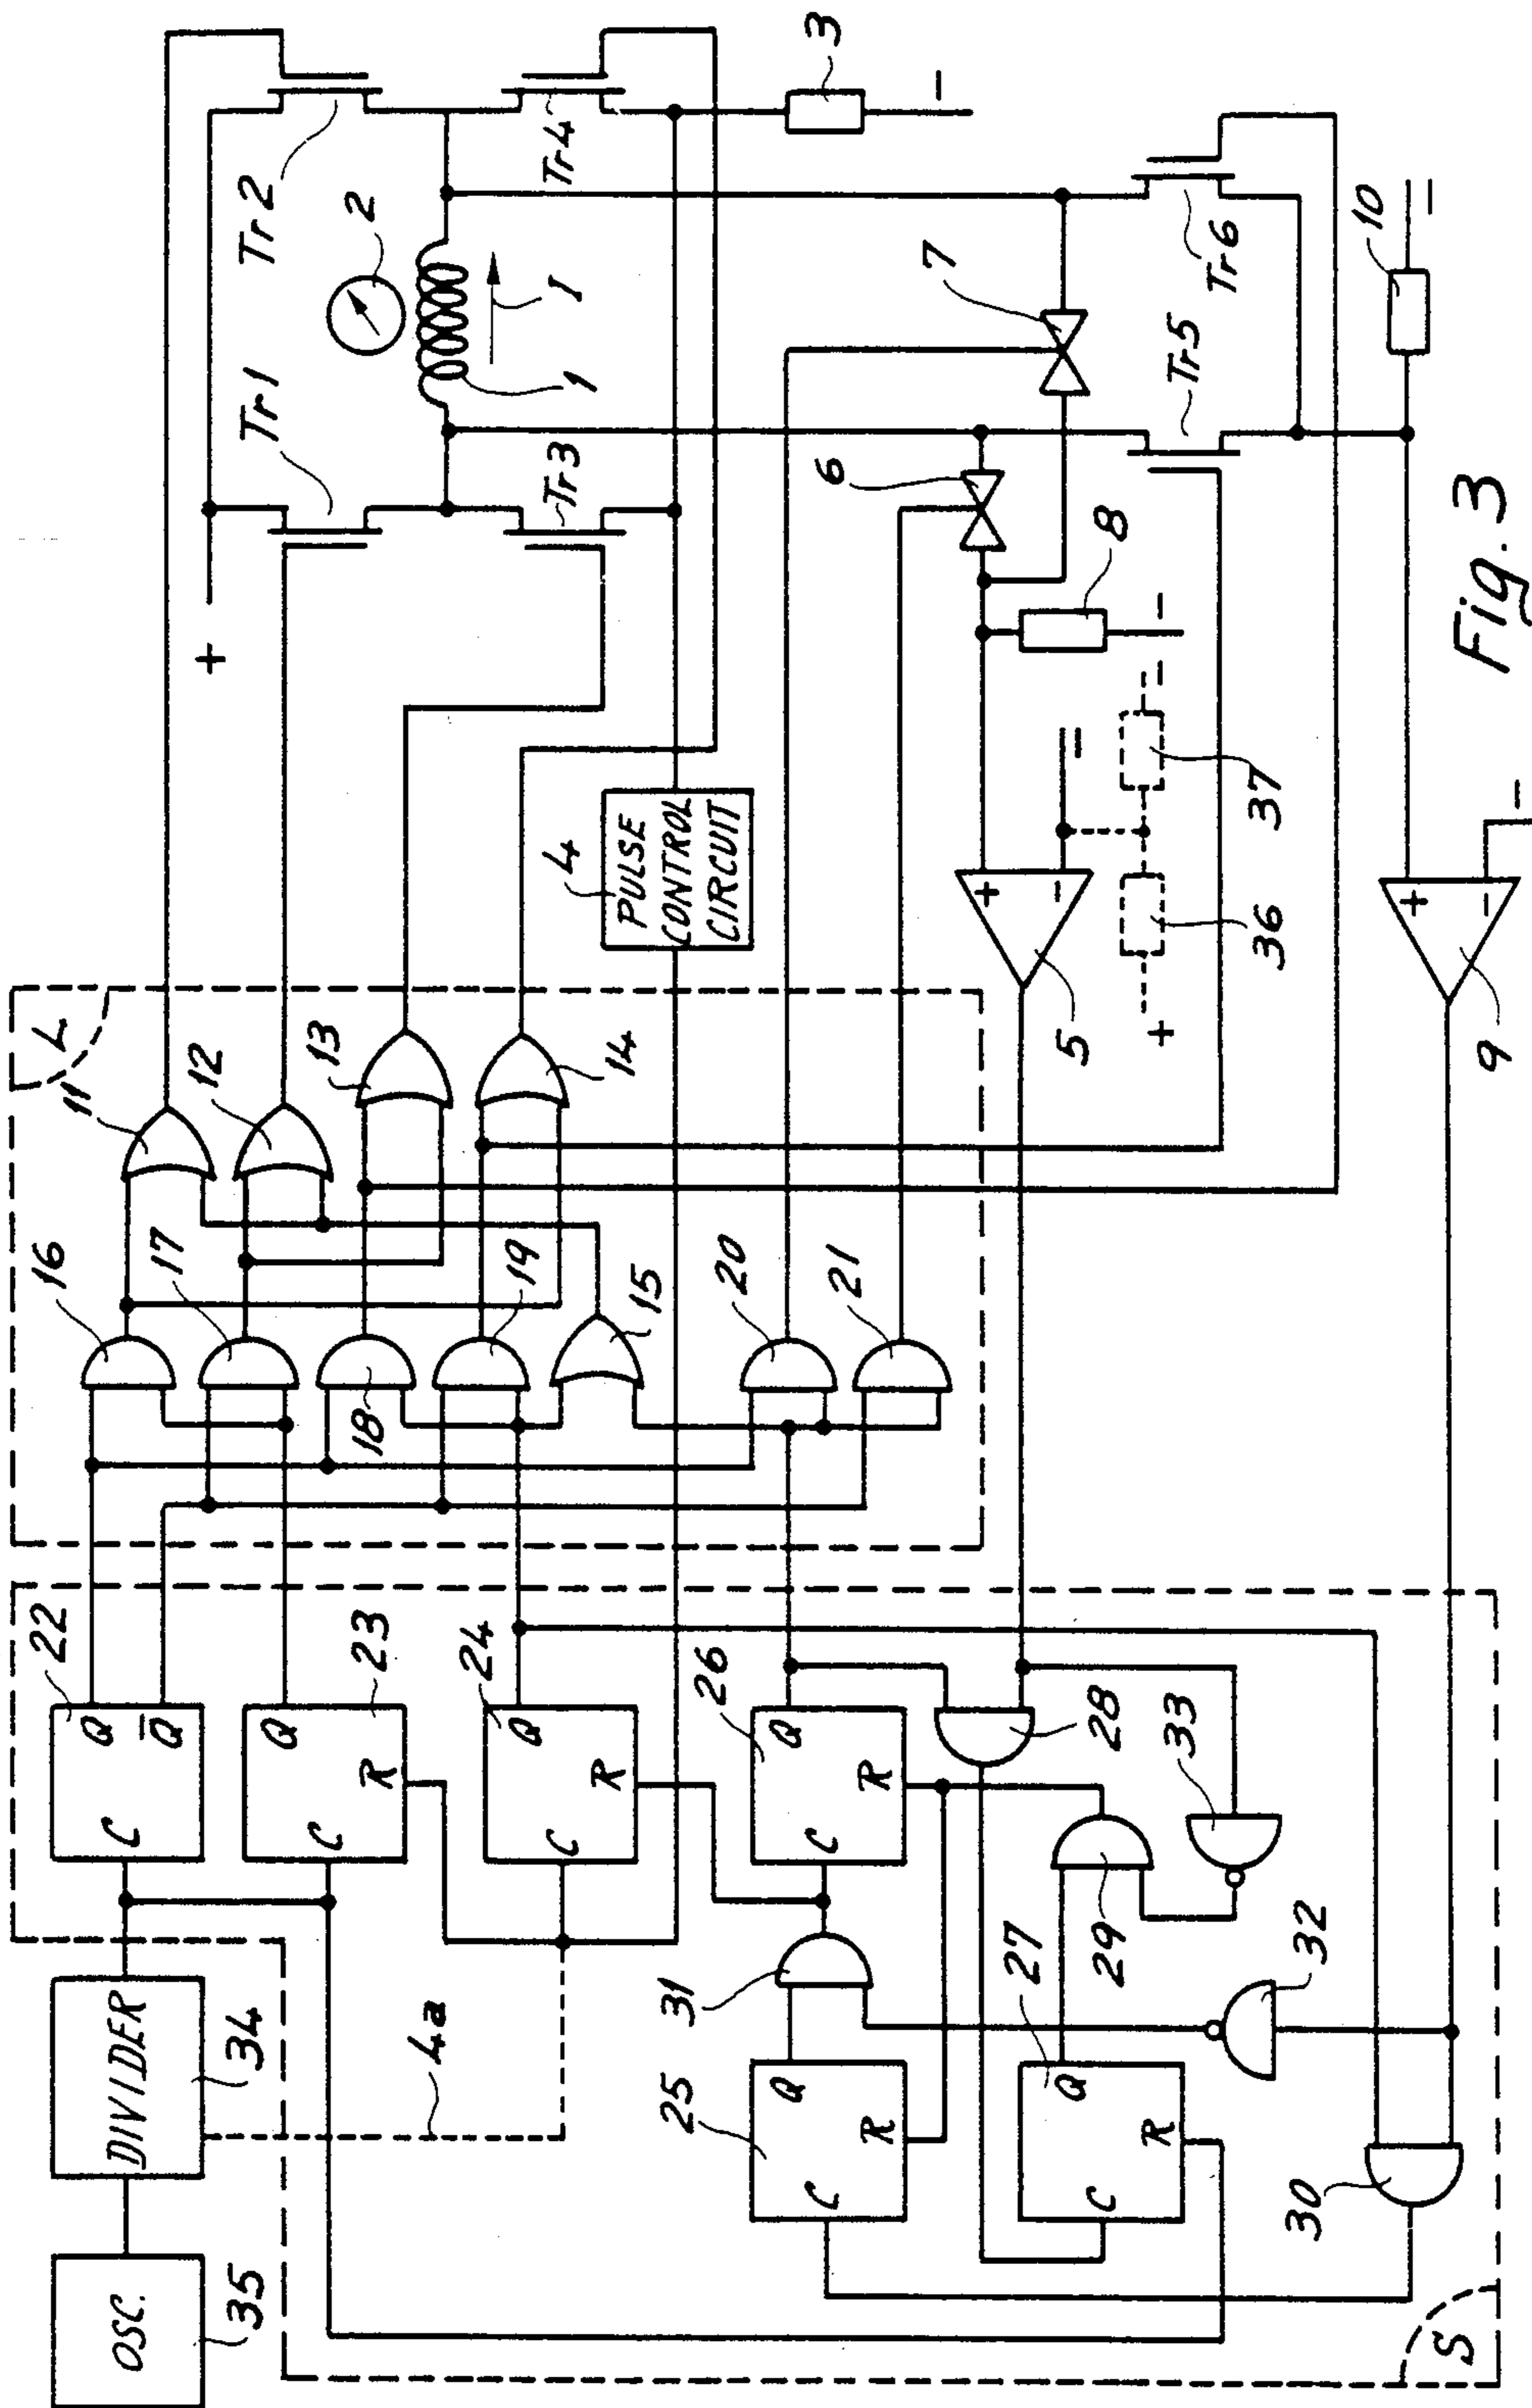 OSC.
35
DIVIDER
34
4a
S
22
C
Q
Q̅
23
C
Q
R
24
C
Q
R
26
C
Q
R
25
C
Q
R
27
C
Q
R
28
29
33
31
32
30
L
16
17
18
19
15
20
21
11
12
13
14
4
PULSE
CONTROL
CIRCUIT
+
Tr1
Tr2
2
1
I
Tr3
Tr4
3
−
6
7
8
−
5
+
−
=
36
37
+
−
Tr5
Tr6
10
=
9
+
−
−
Fig. 3